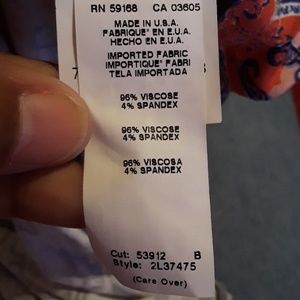 RN 59168 CA 03605
MADE IN U.S.A.
FABRIQUE' EN E.U.A.
HECHO EN E.U.A.
IMPORTED FABRIC
IMPORTIQUE' FABRI
TELA IMPORTADA
96% VISCOSE
4% SPANDEX
96% VISCOSE
4% SPANDEX
96% VISCOSA
4% SPANDEX
Cut: 53912 B
Style: 2L37475
(Care Over)